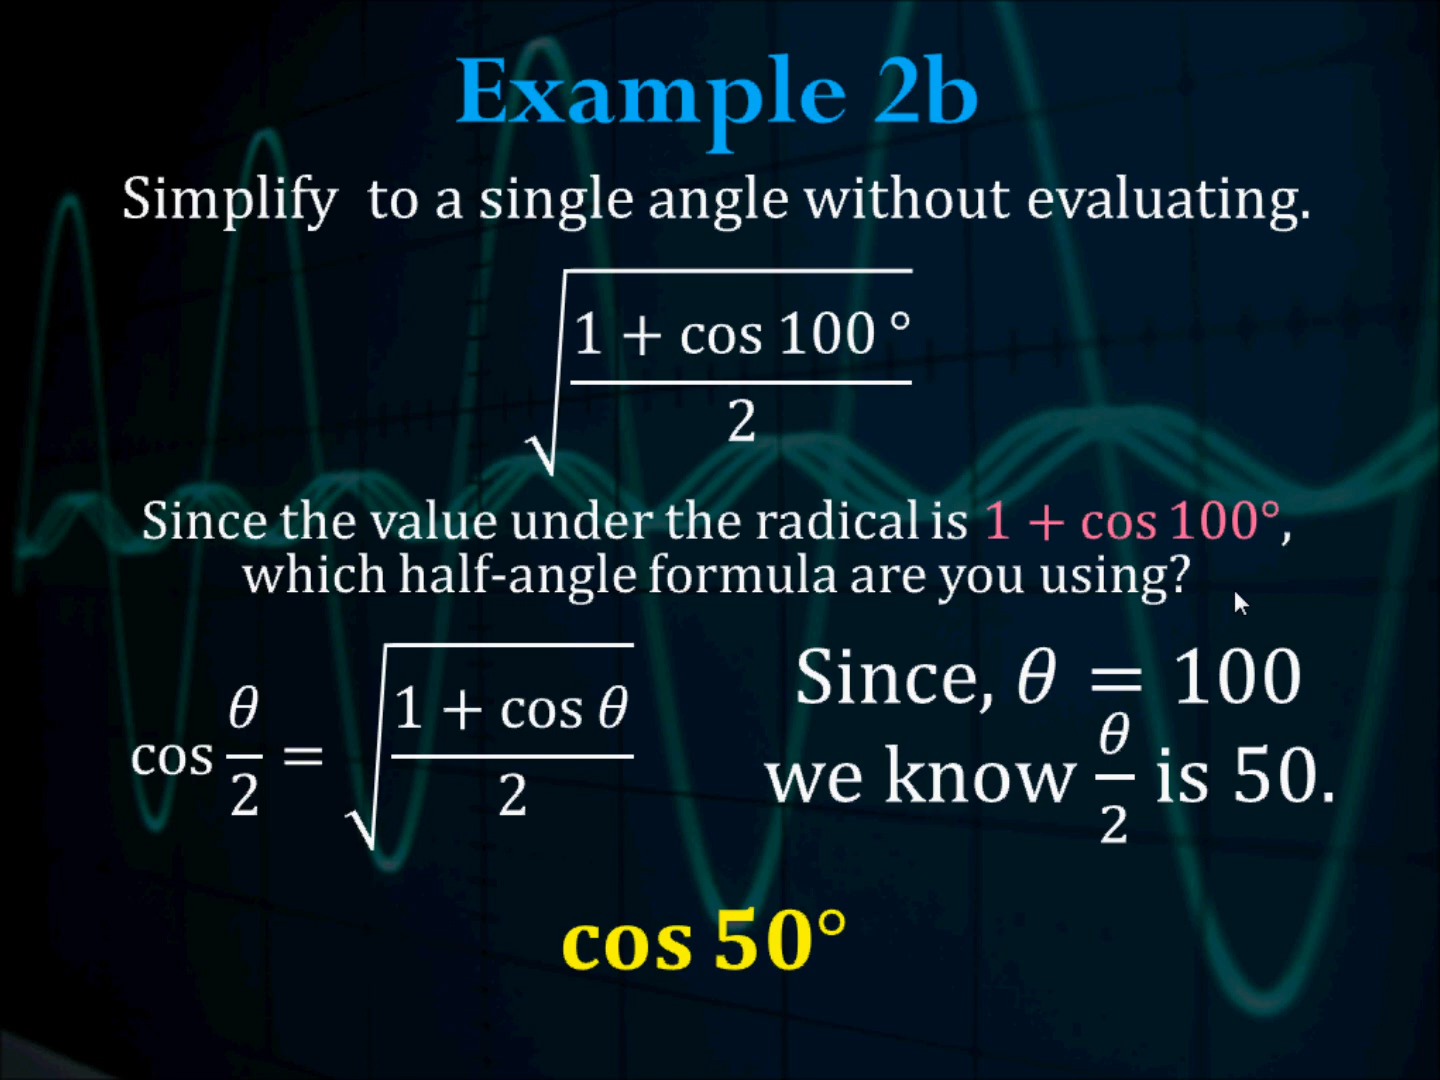 Example 2b
Simplify to a single angle without evaluating.
√((1 + cos 100°)/2)
Since the value under the radical is 1 + cos 100°,
which half-angle formula are you using?
cos θ/2 = √((1 + cos θ)/2)
Since, θ = 100
we know θ/2 is 50.
cos 50°